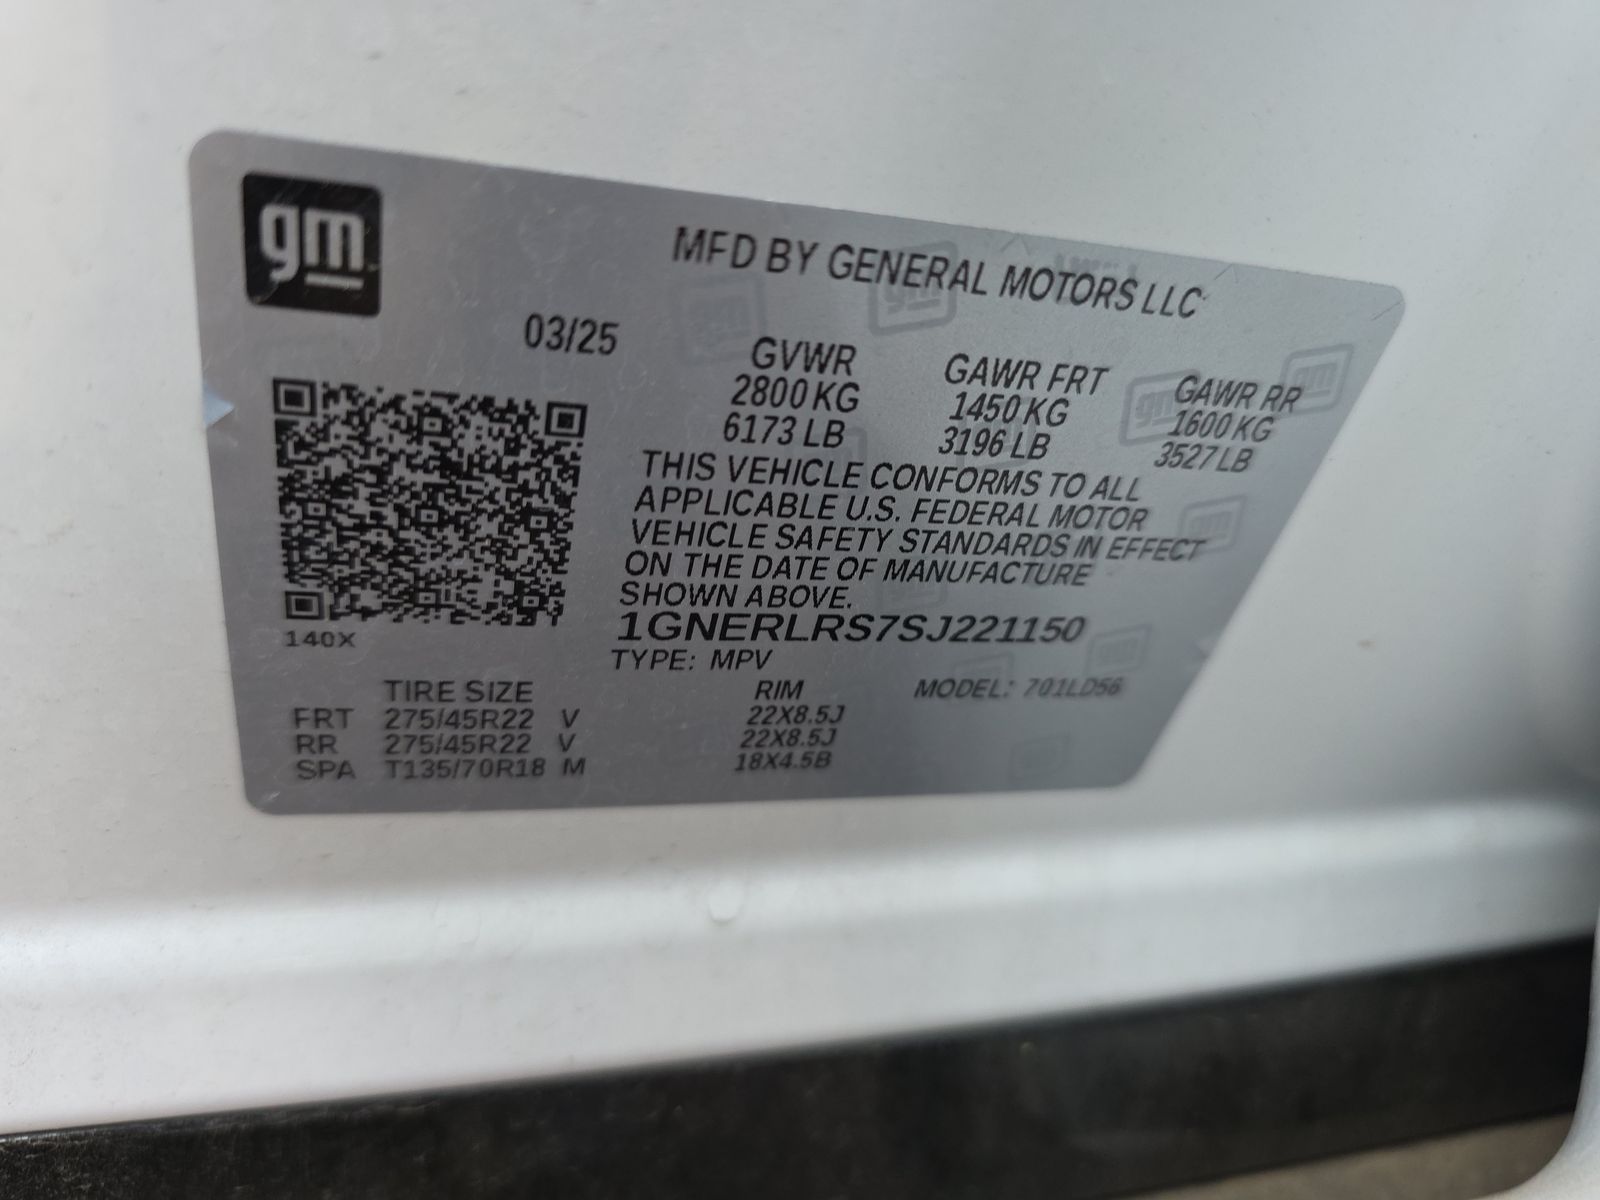 gm
MFD BY GENERAL MOTORS LLC
03/25
GVWR GAWR FRT GAWR RR
2800 KG 1450 KG 1600 KG
6173 LB 3196 LB 3527 LB
THIS VEHICLE CONFORMS TO ALL
APPLICABLE U.S. FEDERAL MOTOR
VEHICLE SAFETY STANDARDS IN EFFECT
ON THE DATE OF MANUFACTURE
SHOWN ABOVE.
1GNERLRS7SJ221150
140X
TYPE: MPV
TIRE SIZE RIM MODEL: 701LD56
FRT 275/45R22 V 22X8.5J
RR 275/45R22 V 22X8.5J
SPA T135/70R18 M 18X4.5B